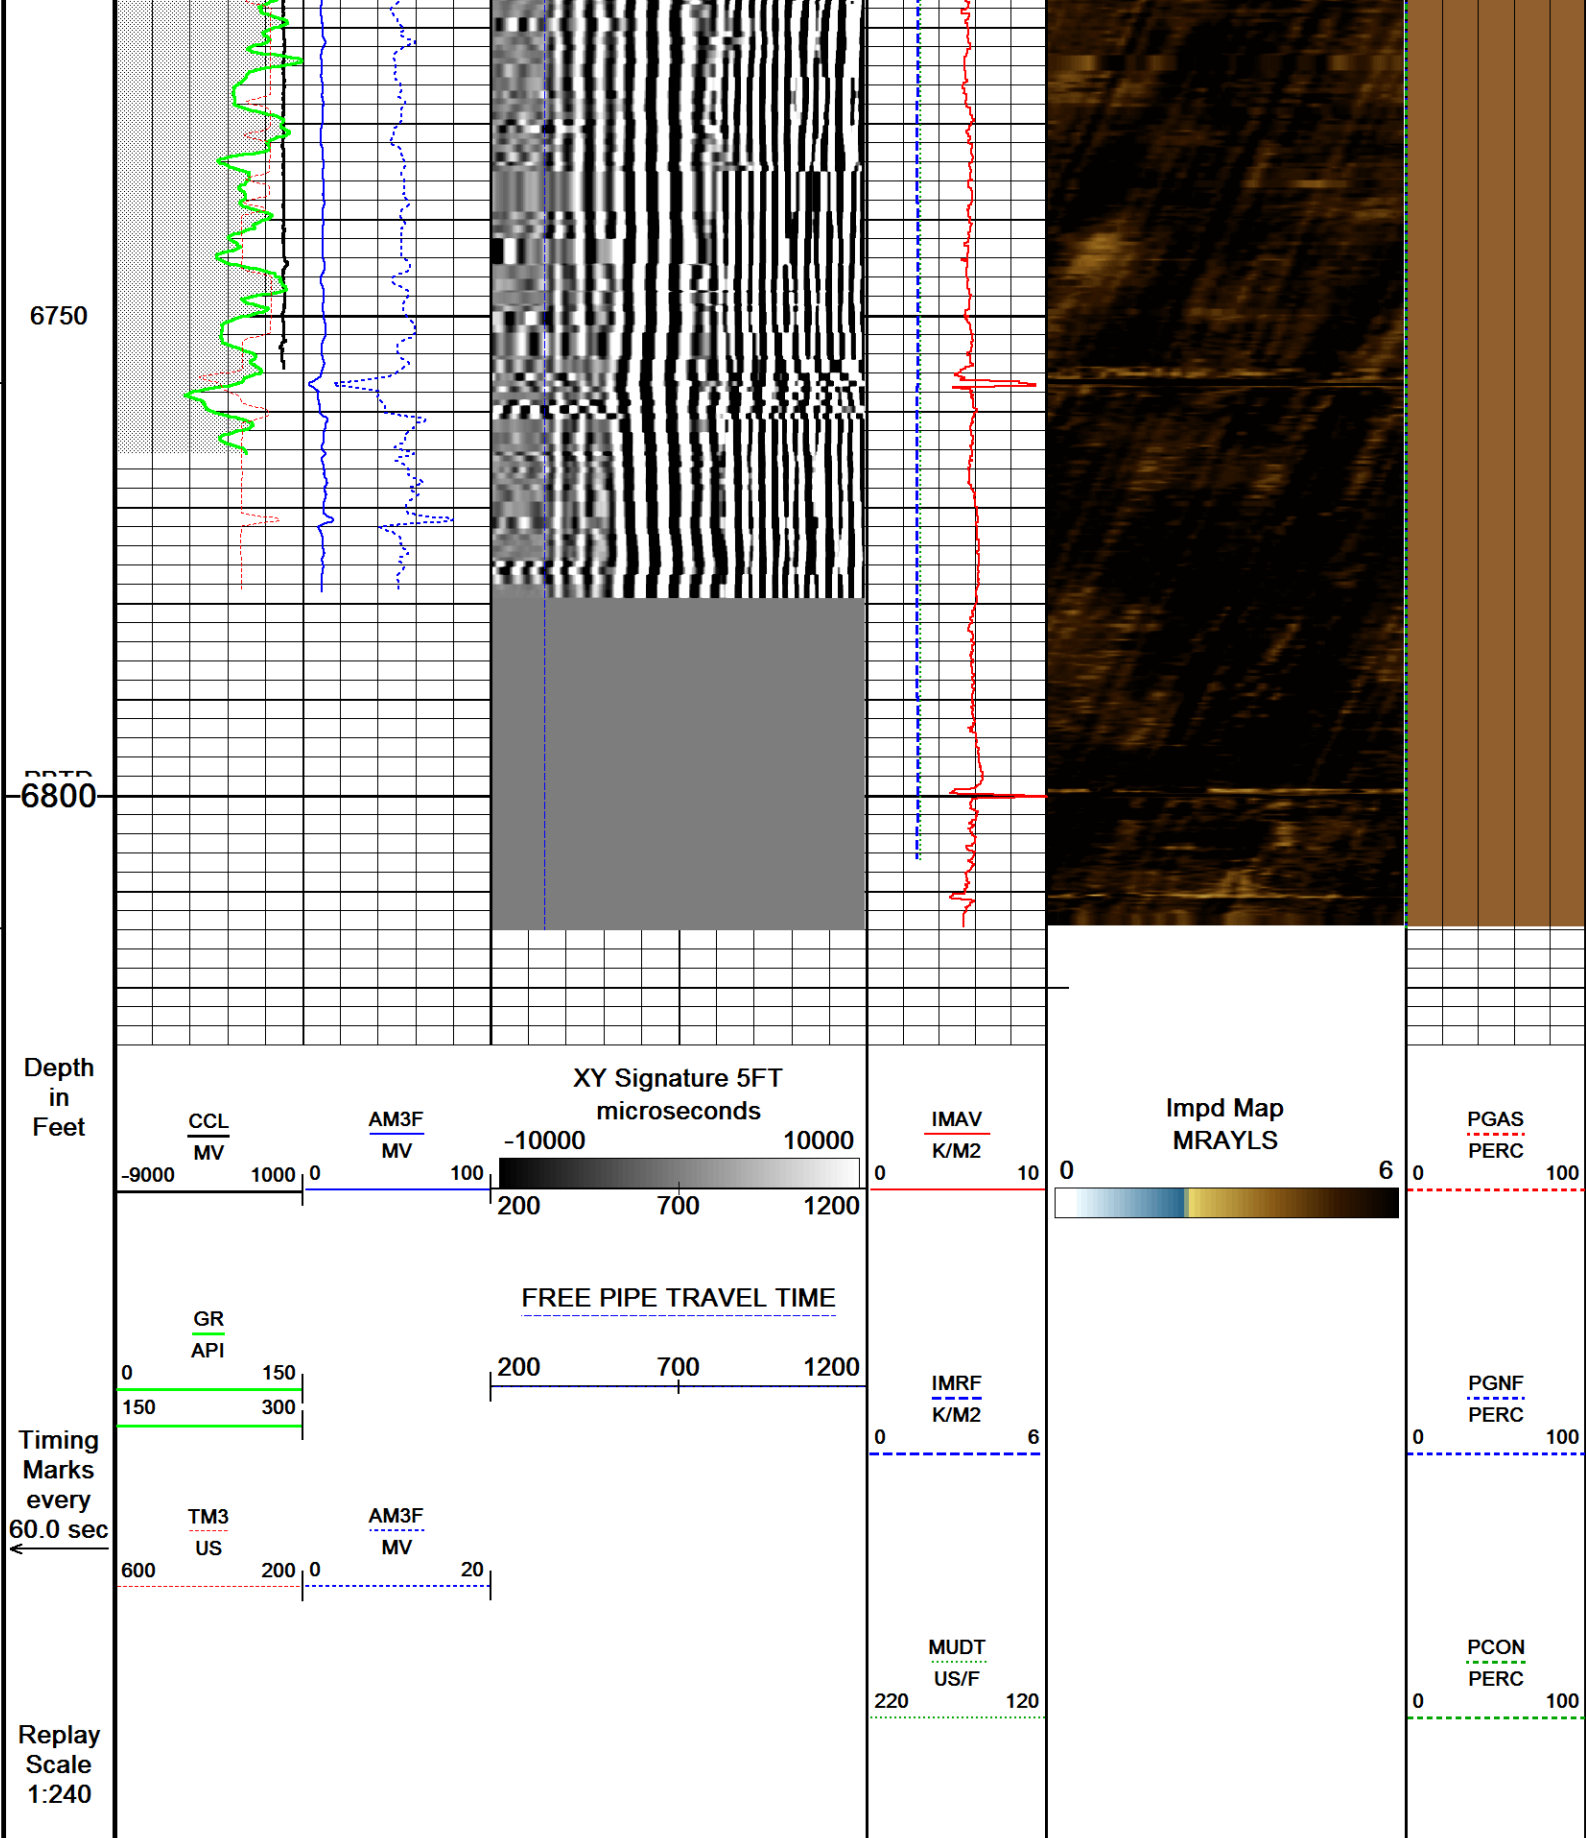 6750
6800
Depth
in
Feet
CCL
MV
-9000 1000
AM3F
MV
0 100
XY Signature 5FT
microseconds
-10000 10000
200 700 1200
IMAV
K/M2
0 10
Impd Map
MRAYLS
0 6
PGAS
PERC
0 100
GR
API
0 150
150 300
FREE PIPE TRAVEL TIME
200 700 1200
IMRF
K/M2
0 6
PGNF
PERC
0 100
Timing
Marks
every
60.0 sec
TM3
US
600 200
AM3F
MV
0 20
MUDT
US/F
220 120
PCON
PERC
0 100
Replay
Scale
1:240